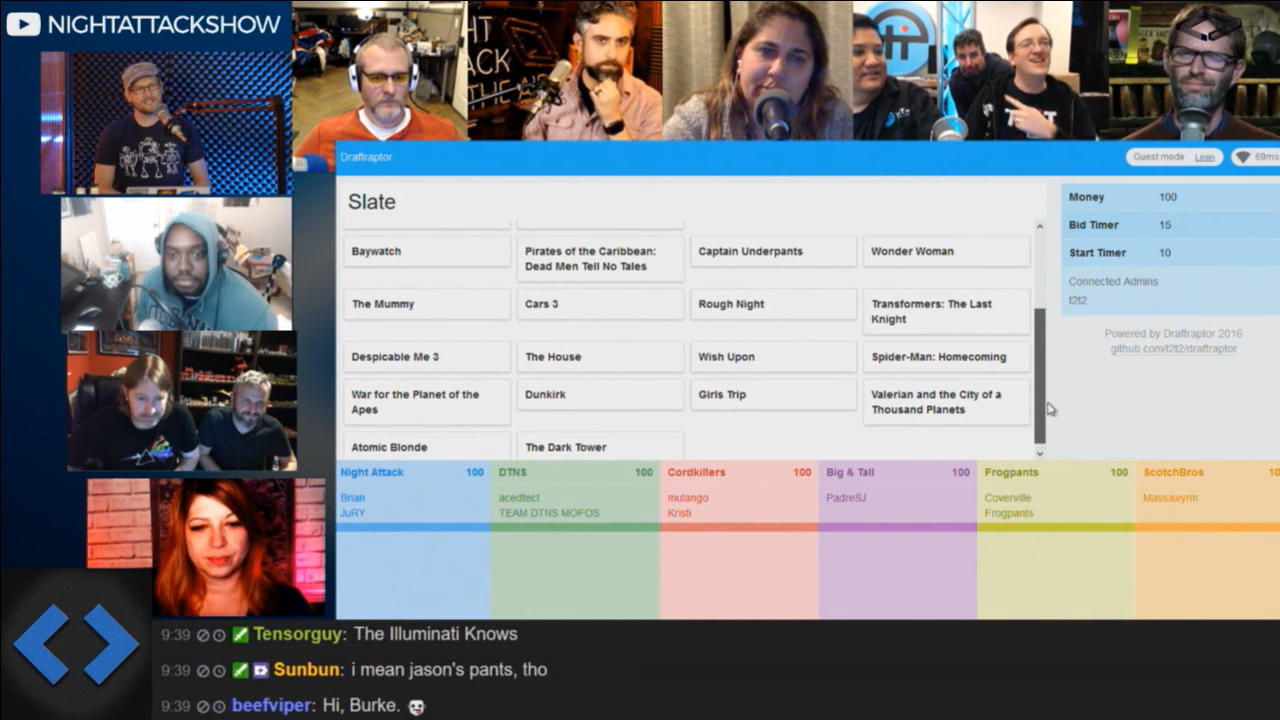 NIGHTATTACKSHOW
Draftraptor
Guest mode Login
69ms
Slate
Baywatch
Pirates of the Caribbean:
Dead Men Tell No Tales
Captain Underpants
Wonder Woman
The Mummy
Cars 3
Rough Night
Transformers: The Last
Knight
Despicable Me 3
The House
Wish Upon
Spider-Man: Homecoming
War for the Planet of the
Apes
Dunkirk
Girls Trip
Valerian and the City of a
Thousand Planets
Atomic Blonde
The Dark Tower
Money 100
Bid Timer 15
Start Timer 10
Connected Admins
t2t2
Powered by Draftraptor 2016
github.com/t2t2/draftraptor
Night Attack 100
Brian
JuRY
DTNS 100
acedtect
TEAM DTNS MOFOS
Cordkillers 100
mulango
Kristi
Big & Tall 100
PadreSJ
Frogpants 100
Coverville
Frogpants
ScotchBros 10
Massawyrm
9:39 Tensorguy: The Illuminati Knows
9:39 Sunbun: i mean jason's pants, tho
9:39 beefviper: Hi, Burke.